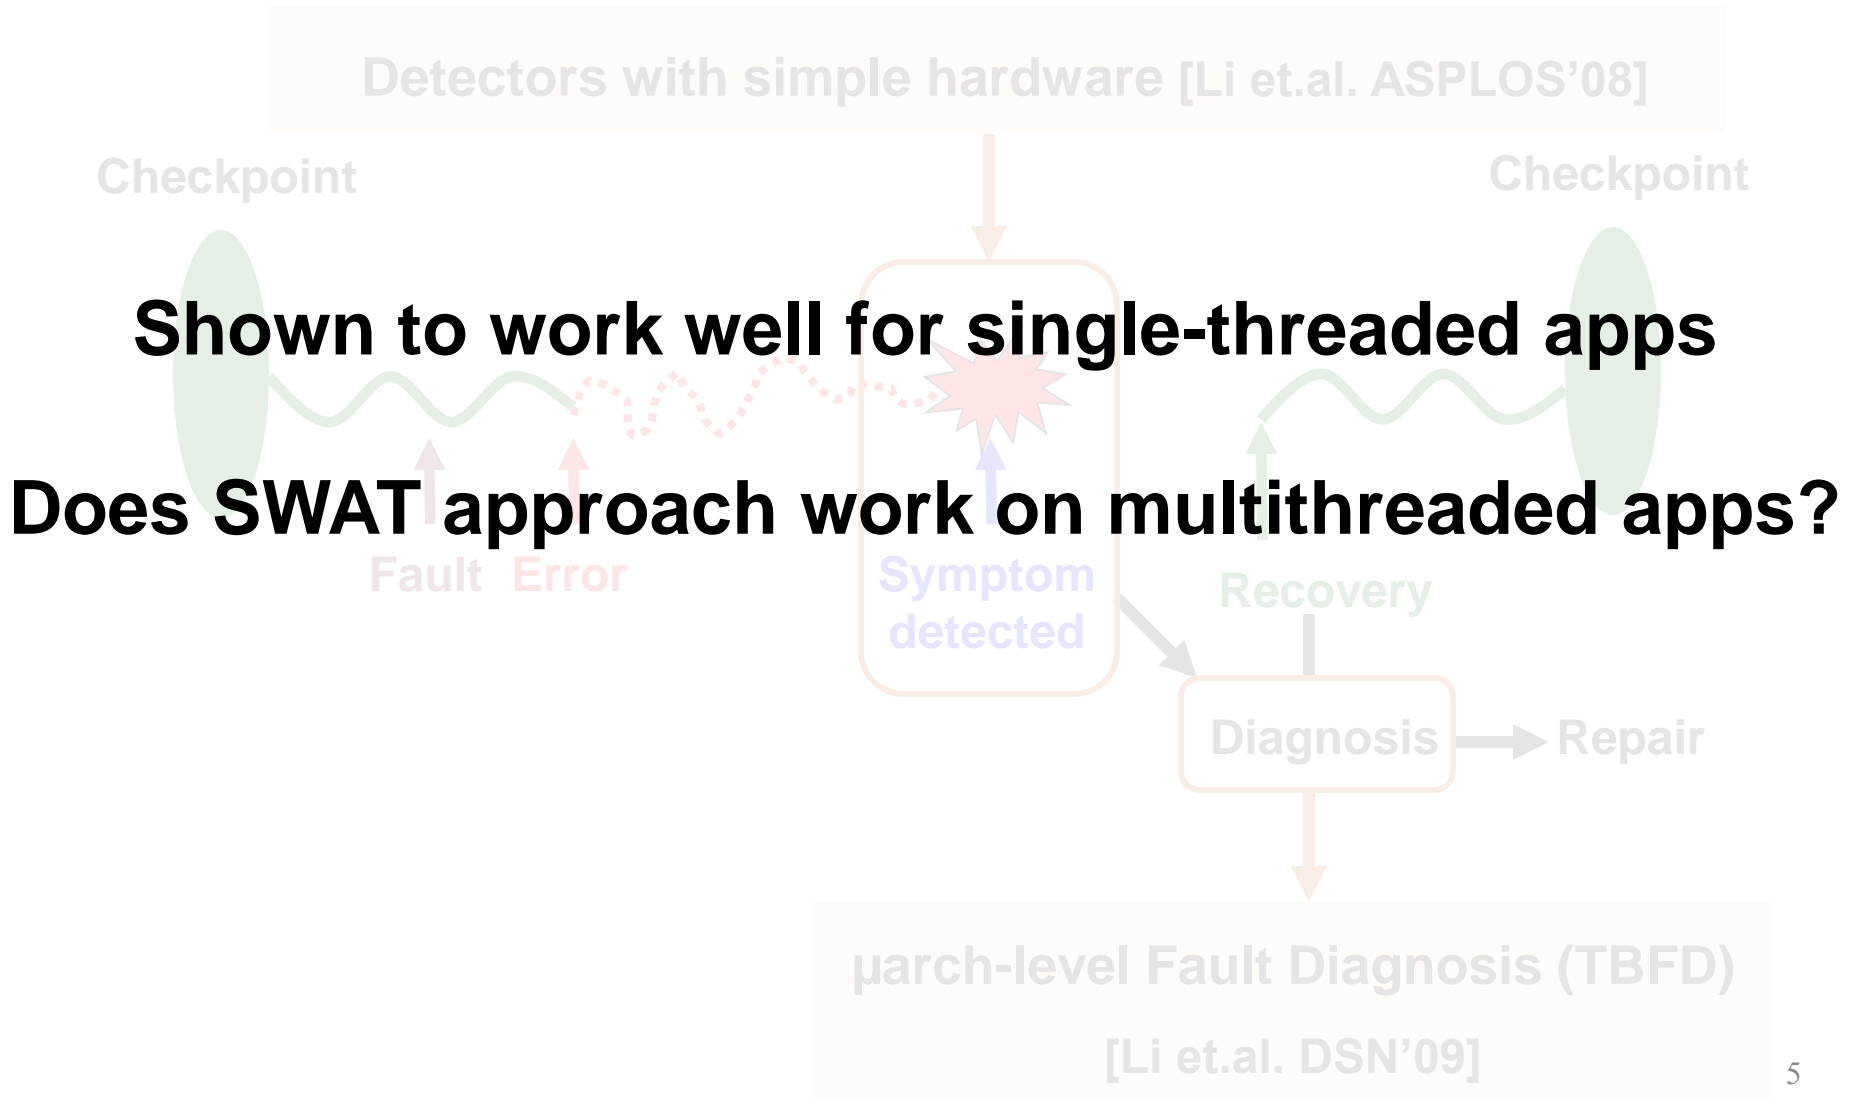 Detectors with simple hardware [Li et.al. ASPLOS’08]
Checkpoint
Checkpoint
Shown to work well for single-threaded apps
Does SWAT approach work on multithreaded apps?
Fault
Error
Symptom
detected
Recovery
Diagnosis
Repair
µarch-level Fault Diagnosis (TBFD)
[Li et.al. DSN’09]
5